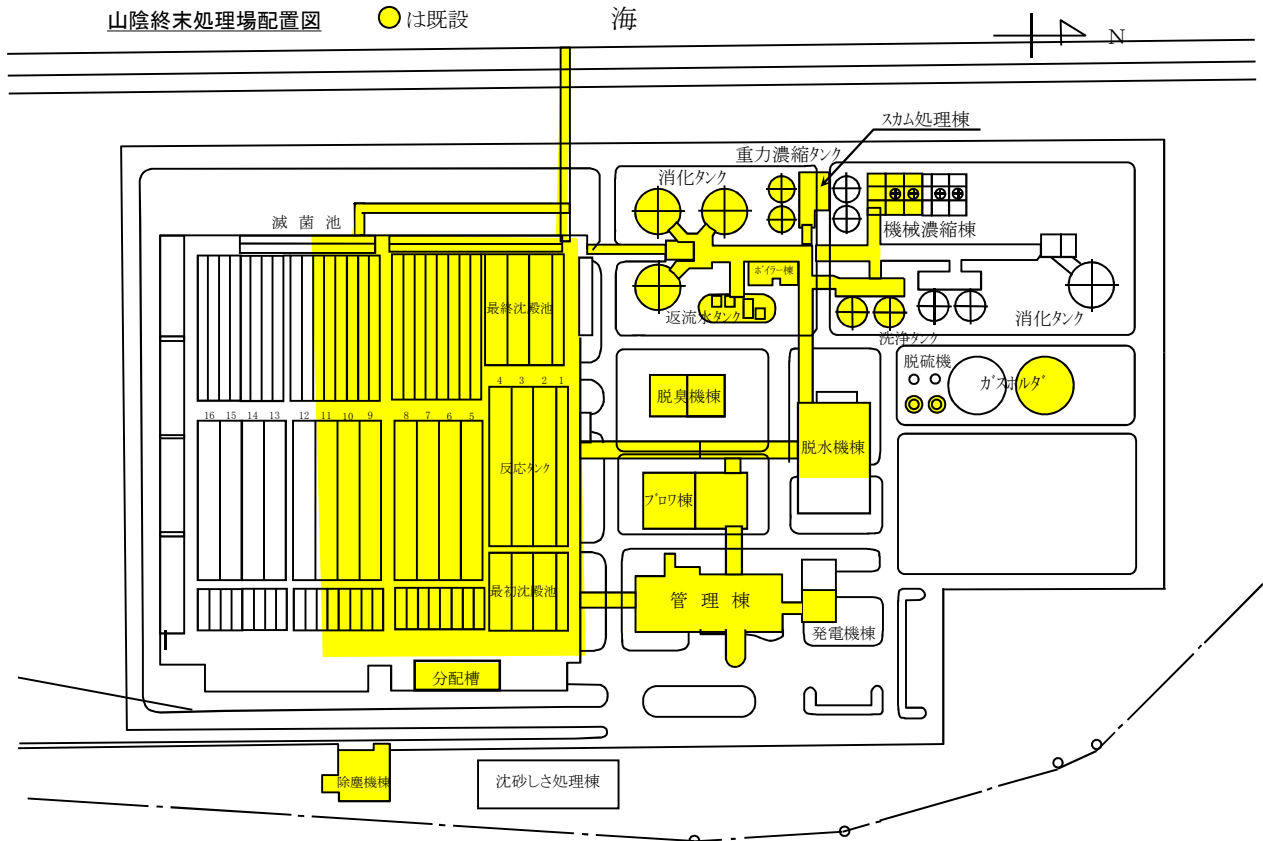 山陰終末処理場配置図
は既設
海
N
スカム処理棟
重力濃縮タンク
消化タンク
滅菌池
機械濃縮棟
ボイラー棟
最終沈殿池
返流水タンク
消化タンク
洗浄タンク
脱硫機
ガスホルダ
4 3 2 1
脱臭機棟
16 15 14 13 12 11 10 9 8 7 6 5
脱水機棟
反応タンク
ブロワ棟
最初沈殿池
管理棟
発電機棟
分配槽
除塵機棟
沈砂しさ処理棟